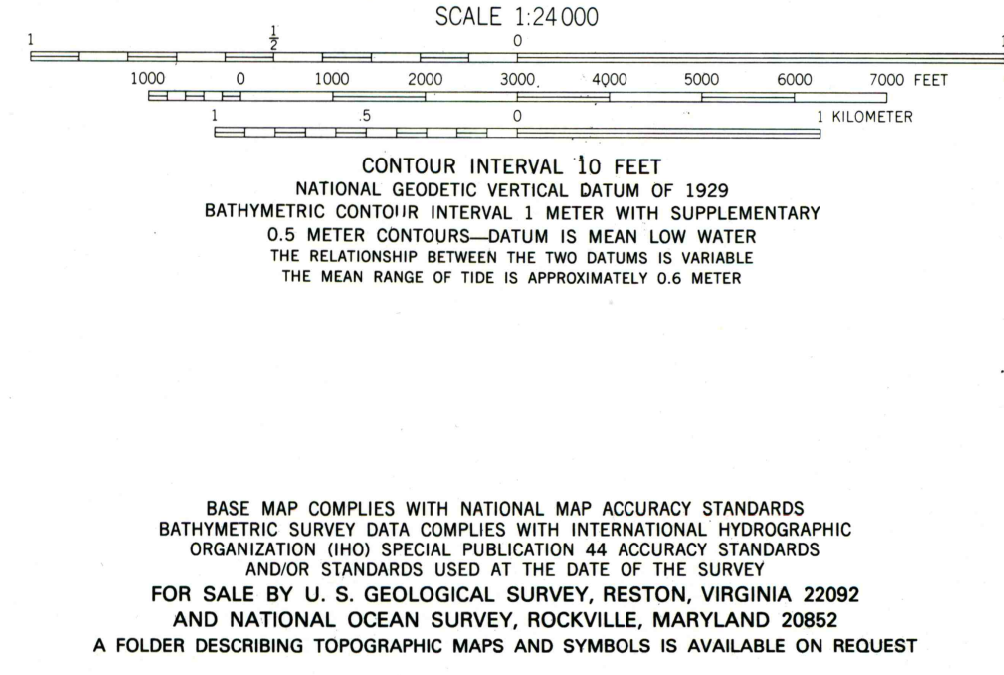 SCALE 1:24 000
1 ½ 0 1
1000 0 1000 2000 3000 4000 5000 6000 7000 FEET
1 .5 0 1 KILOMETER
CONTOUR INTERVAL 10 FEET
NATIONAL GEODETIC VERTICAL DATUM OF 1929
BATHYMETRIC CONTOUR INTERVAL 1 METER WITH SUPPLEMENTARY
0.5 METER CONTOURS—DATUM IS MEAN LOW WATER
THE RELATIONSHIP BETWEEN THE TWO DATUMS IS VARIABLE
THE MEAN RANGE OF TIDE IS APPROXIMATELY 0.6 METER
BASE MAP COMPLIES WITH NATIONAL MAP ACCURACY STANDARDS
BATHYMETRIC SURVEY DATA COMPLIES WITH INTERNATIONAL HYDROGRAPHIC
ORGANIZATION (IHO) SPECIAL PUBLICATION 44 ACCURACY STANDARDS
AND/OR STANDARDS USED AT THE DATE OF THE SURVEY
FOR SALE BY U. S. GEOLOGICAL SURVEY, RESTON, VIRGINIA 22092
AND NATIONAL OCEAN SURVEY, ROCKVILLE, MARYLAND 20852
A FOLDER DESCRIBING TOPOGRAPHIC MAPS AND SYMBOLS IS AVAILABLE ON REQUEST